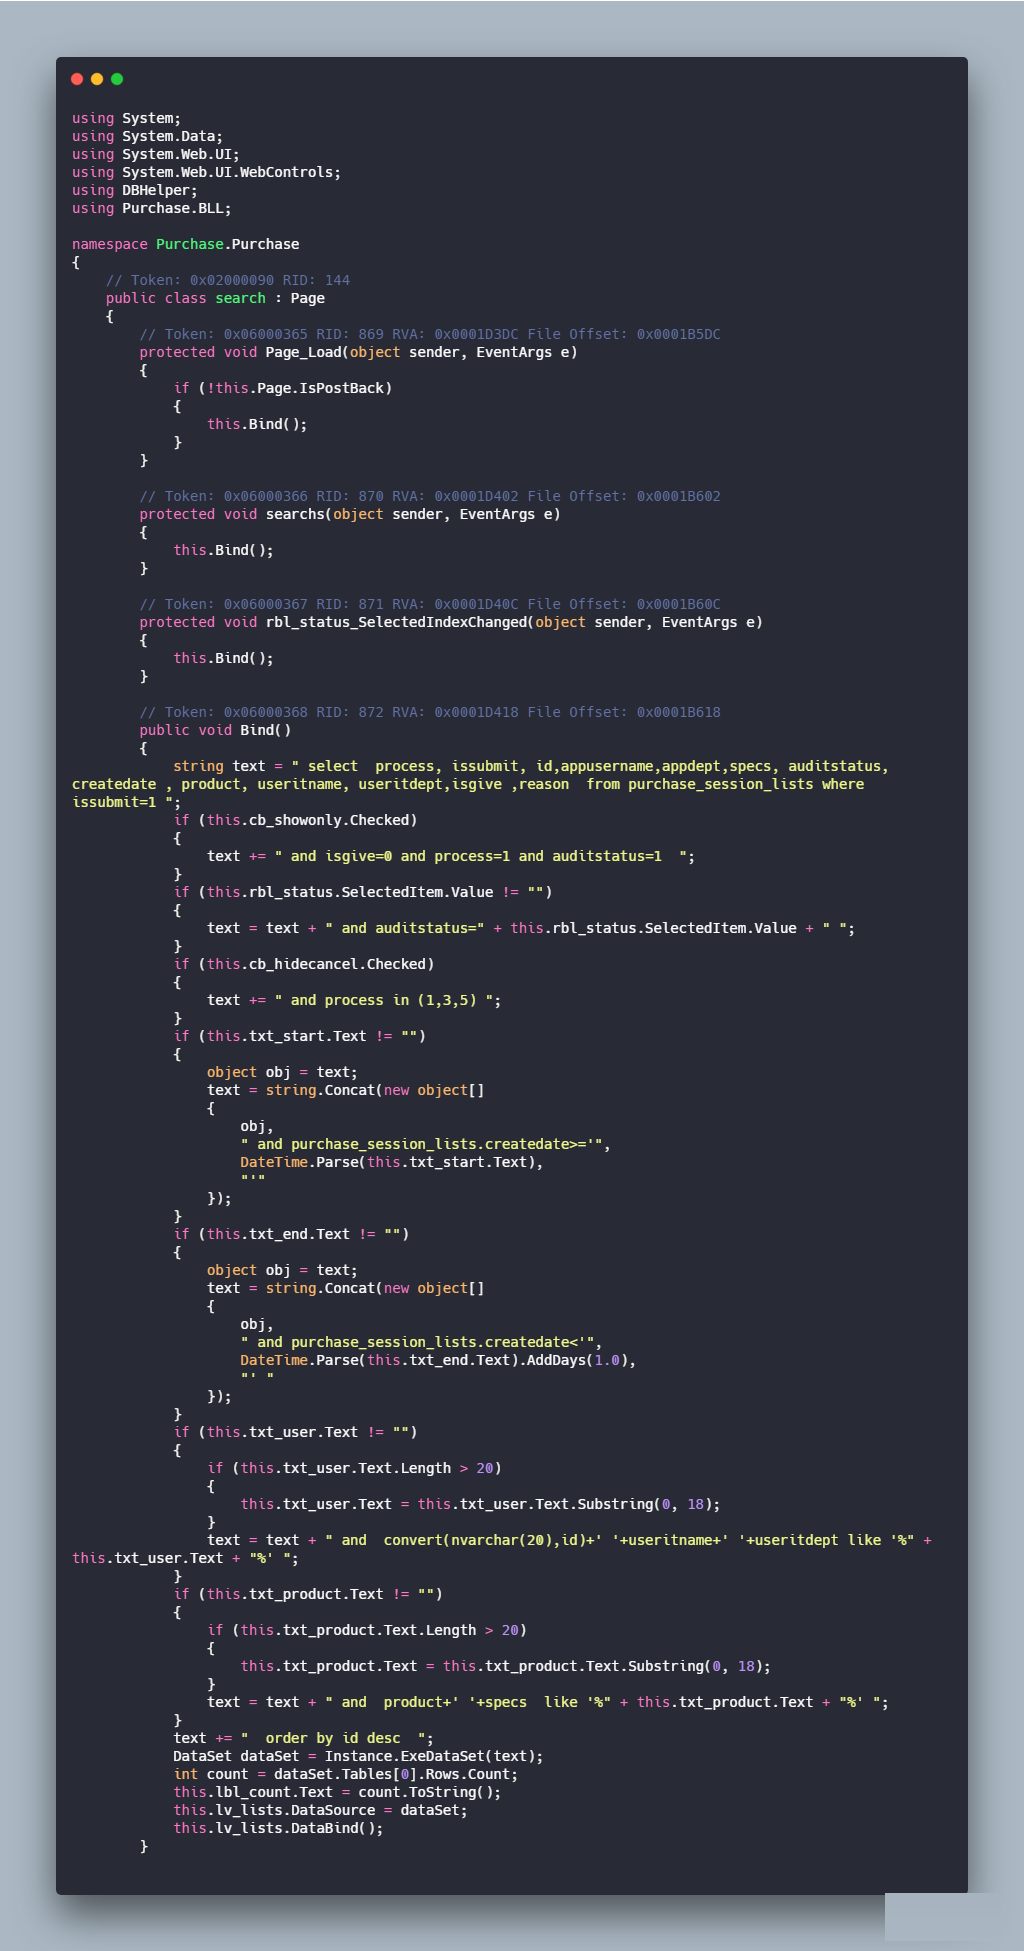 using System;
using System.Data;
using System.Web.UI;
using System.Web.UI.WebControls;
using DBHelper;
using Purchase.BLL;

namespace Purchase.Purchase
{
    // Token: 0x02000090 RID: 144
    public class search : Page
    {
        // Token: 0x06000365 RID: 869 RVA: 0x0001D3DC File Offset: 0x0001B5DC
        protected void Page_Load(object sender, EventArgs e)
        {
            if (!this.Page.IsPostBack)
            {
                this.Bind();
            }
        }

        // Token: 0x06000366 RID: 870 RVA: 0x0001D402 File Offset: 0x0001B602
        protected void searchs(object sender, EventArgs e)
        {
            this.Bind();
        }

        // Token: 0x06000367 RID: 871 RVA: 0x0001D40C File Offset: 0x0001B60C
        protected void rbl_status_SelectedIndexChanged(object sender, EventArgs e)
        {
            this.Bind();
        }

        // Token: 0x06000368 RID: 872 RVA: 0x0001D418 File Offset: 0x0001B618
        public void Bind()
        {
            string text = " select  process, issubmit, id,appusername,appdept,specs, auditstatus,
createdate , product, useritname, useritdept,isgive ,reason  from purchase_session_lists where
issubmit=1 ";
            if (this.cb_showonly.Checked)
            {
                text += " and isgive=0 and process=1 and auditstatus=1  ";
            }
            if (this.rbl_status.SelectedItem.Value != "")
            {
                text = text + " and auditstatus=" + this.rbl_status.SelectedItem.Value + " ";
            }
            if (this.cb_hidecancel.Checked)
            {
                text += " and process in (1,3,5) ";
            }
            if (this.txt_start.Text != "")
            {
                object obj = text;
                text = string.Concat(new object[]
                {
                    obj,
                    " and purchase_session_lists.createdate>='",
                    DateTime.Parse(this.txt_start.Text),
                    "'"
                });
            }
            if (this.txt_end.Text != "")
            {
                object obj = text;
                text = string.Concat(new object[]
                {
                    obj,
                    " and purchase_session_lists.createdate<'",
                    DateTime.Parse(this.txt_end.Text).AddDays(1.0),
                    "' "
                });
            }
            if (this.txt_user.Text != "")
            {
                if (this.txt_user.Text.Length > 20)
                {
                    this.txt_user.Text = this.txt_user.Text.Substring(0, 18);
                }
                text = text + " and  convert(nvarchar(20),id)+' '+useritname+' '+useritdept like '%" +
this.txt_user.Text + "%' ";
            }
            if (this.txt_product.Text != "")
            {
                if (this.txt_product.Text.Length > 20)
                {
                    this.txt_product.Text = this.txt_product.Text.Substring(0, 18);
                }
                text = text + " and  product+' '+specs  like '%" + this.txt_product.Text + "%' ";
            }
            text += "  order by id desc  ";
            DataSet dataSet = Instance.ExeDataSet(text);
            int count = dataSet.Tables[0].Rows.Count;
            this.lbl_count.Text = count.ToString();
            this.lv_lists.DataSource = dataSet;
            this.lv_lists.DataBind();
        }